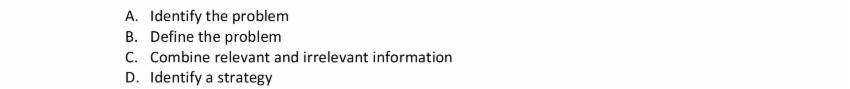 A. Identify the problem
B. Define the problem
C. Combine relevant and irrelevant information
D. Identify a strategy